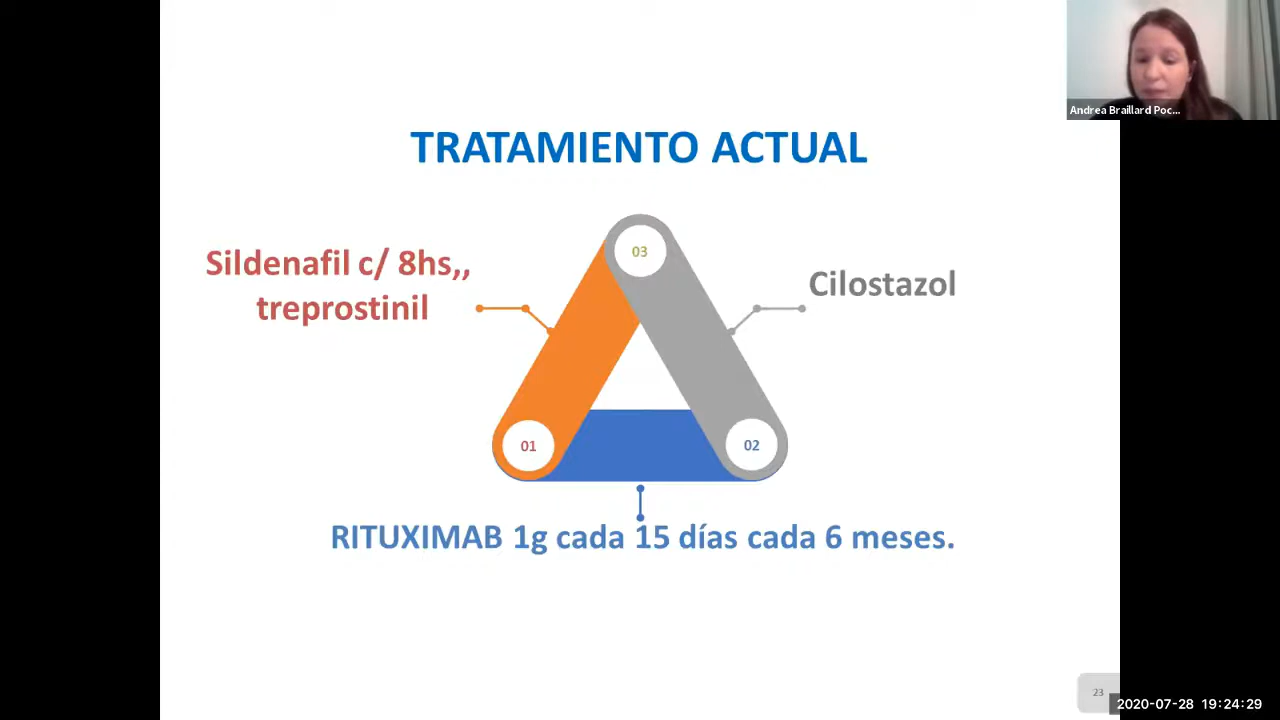 Andrea Braillard Poc...
TRATAMIENTO ACTUAL
03
Sildenafil c/ 8hs,,
treprostinil
Cilostazol
01
02
RITUXIMAB 1g cada 15 días cada 6 meses.
23
2020-07-28 19:24:29